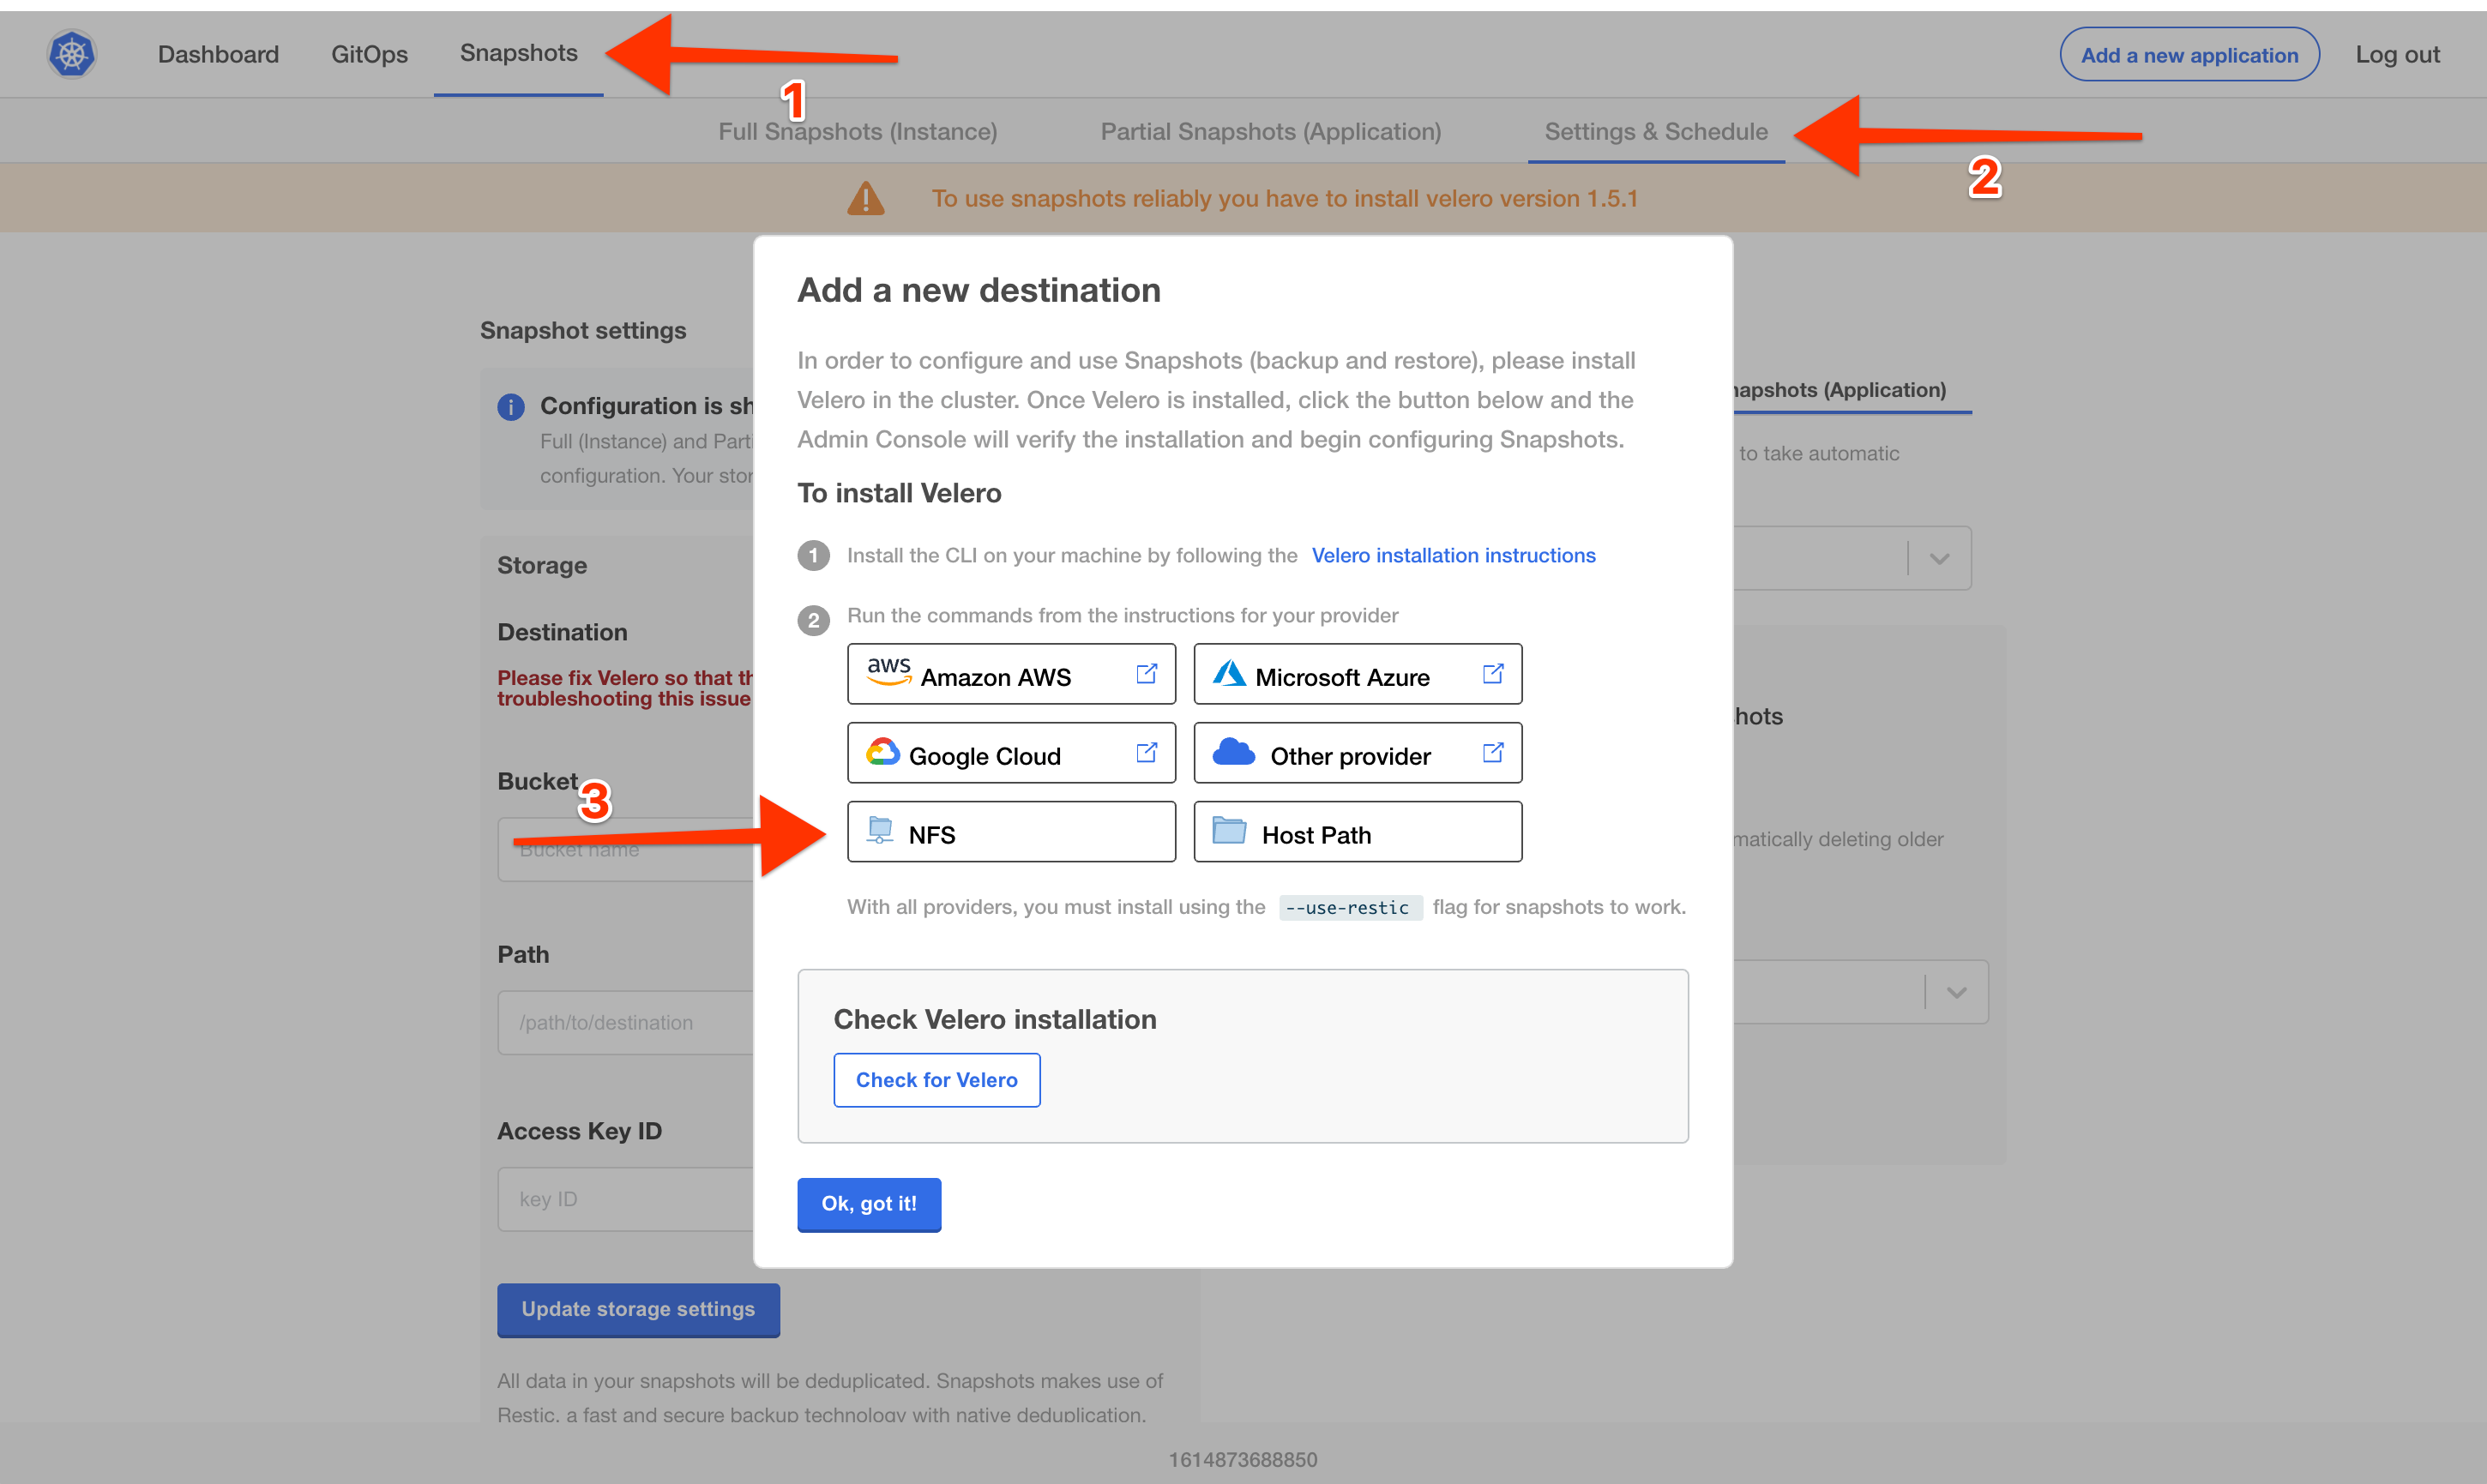 Dashboard
GitOps
Snapshots
Add a new application
Log out
1
Full Snapshots (Instance)
Partial Snapshots (Application)
Settings & Schedule
2
To use snapshots reliably you have to install velero version 1.5.1
Add a new destination
In order to configure and use Snapshots (backup and restore), please install
Velero in the cluster. Once Velero is installed, click the button below and the
Admin Console will verify the installation and begin configuring Snapshots.
To install Velero
1 Install the CLI on your machine by following the Velero installation instructions
2 Run the commands from the instructions for your provider
aws Amazon AWS
Microsoft Azure
Google Cloud
Other provider
NFS
Host Path
With all providers, you must install using the --use-restic flag for snapshots to work.
Check Velero installation
Check for Velero
Ok, got it!
Snapshot settings
Configuration is
Full (Instance) and
configuration. Your
Storage
Destination
Please fix Velero so that
troubleshooting this issue
Bucket
3
Bucket name
Path
/path/to/destination
Access Key ID
key ID
Update storage settings
All data in your snapshots will be deduplicated. Snapshots makes use of
Restic, a fast and secure backup technology with native deduplication.
(Application)
to take automatic
deleting older
1614873688850